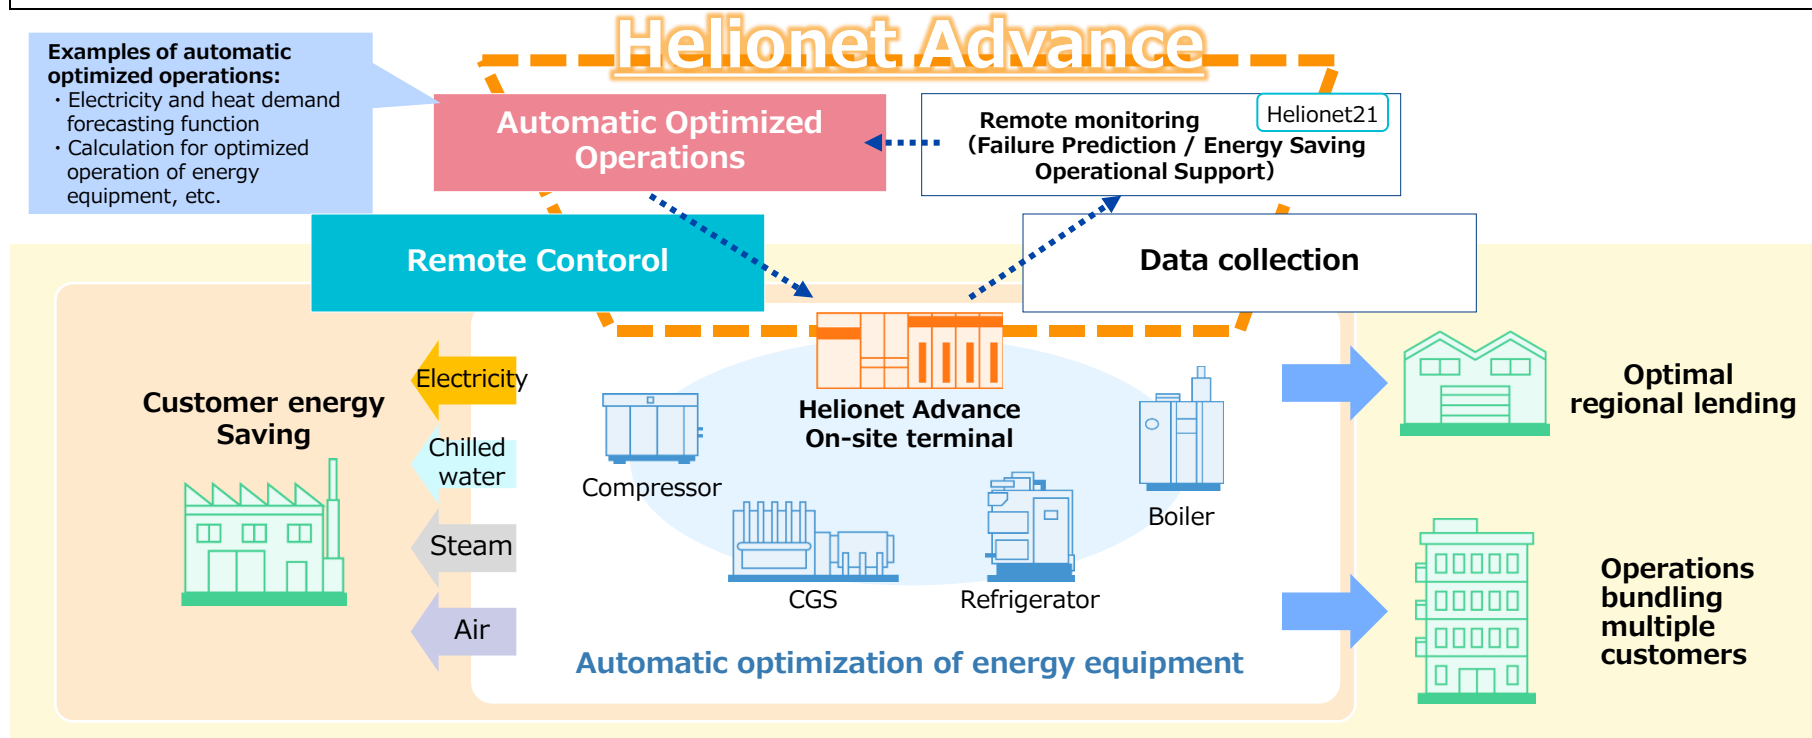 Helionet Advance
Examples of automatic
optimized operations:
・Electricity and heat demand
forecasting function
・Calculation for optimized
operation of energy
equipment, etc.
Automatic Optimized
Operations
Helionet21
Remote monitoring
(Failure Prediction / Energy Saving
Operational Support)
Remote Contorol
Data collection
Customer energy
Saving
Electricity
Chilled
water
Steam
Air
Helionet Advance
On-site terminal
Compressor
CGS
Refrigerator
Boiler
Automatic optimization of energy equipment
Optimal
regional lending
Operations
bundling
multiple
customers